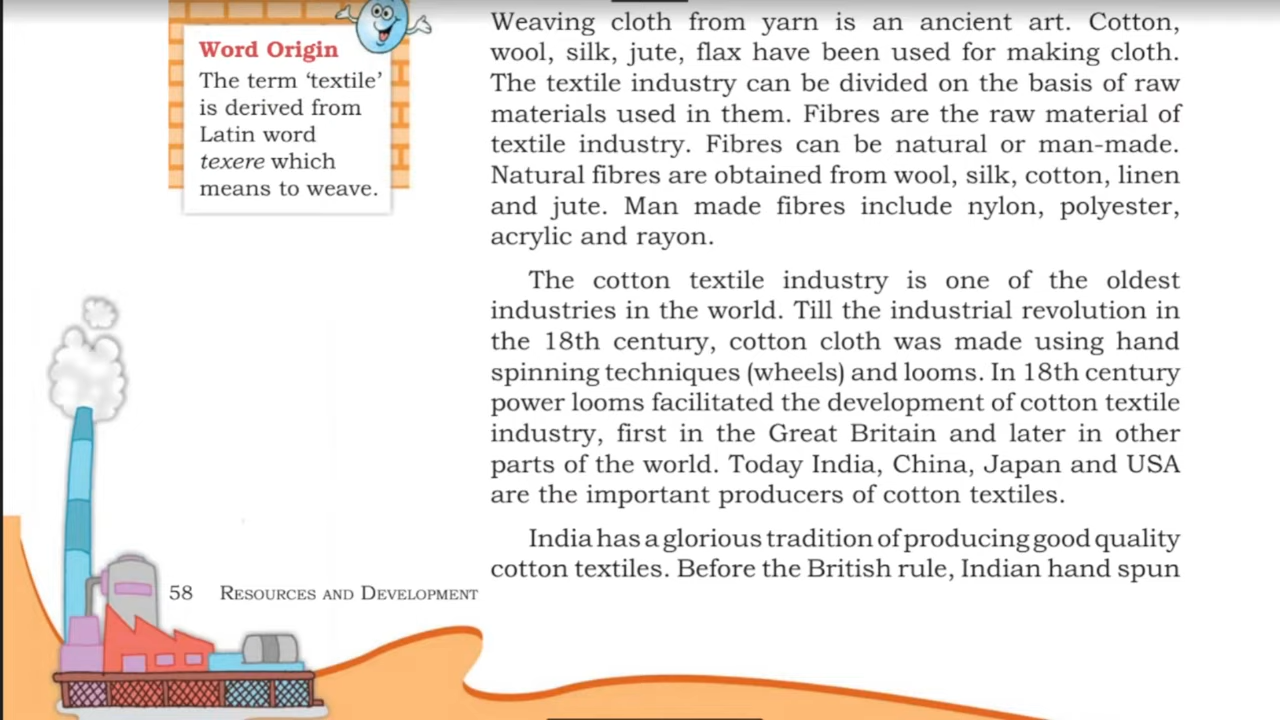 Word Origin
The term ‘textile’
is derived from
Latin word
texere which
means to weave.
Weaving cloth from yarn is an ancient art. Cotton,
wool, silk, jute, flax have been used for making cloth.
The textile industry can be divided on the basis of raw
materials used in them. Fibres are the raw material of
textile industry. Fibres can be natural or man-made.
Natural fibres are obtained from wool, silk, cotton, linen
and jute. Man made fibres include nylon, polyester,
acrylic and rayon.
The cotton textile industry is one of the oldest
industries in the world. Till the industrial revolution in
the 18th century, cotton cloth was made using hand
spinning techniques (wheels) and looms. In 18th century
power looms facilitated the development of cotton textile
industry, first in the Great Britain and later in other
parts of the world. Today India, China, Japan and USA
are the important producers of cotton textiles.
India has a glorious tradition of producing good quality
cotton textiles. Before the British rule, Indian hand spun
58 Resources and Development